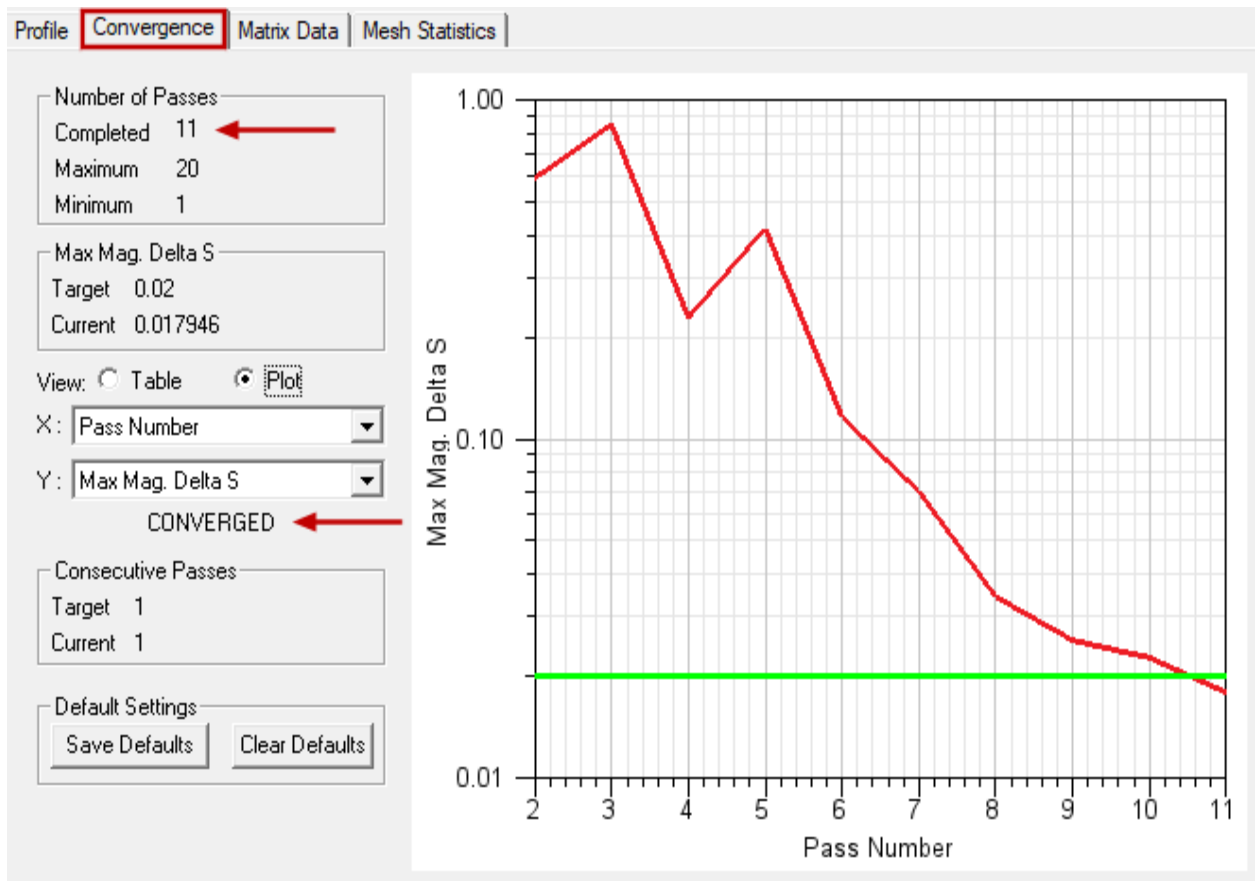 Profile Convergence Matrix Data Mesh Statistics
Number of Passes
Completed 11
Maximum 20
Minimum 1
Max Mag. Delta S
Target 0.02
Current 0.017946
View: Table Plot
X: Pass Number
Y: Max Mag. Delta S
CONVERGED
Consecutive Passes
Target 1
Current 1
Default Settings
Save Defaults Clear Defaults
Max Mag. Delta S
1.00
0.10
0.01
2 3 4 5 6 7 8 9 10 11
Pass Number